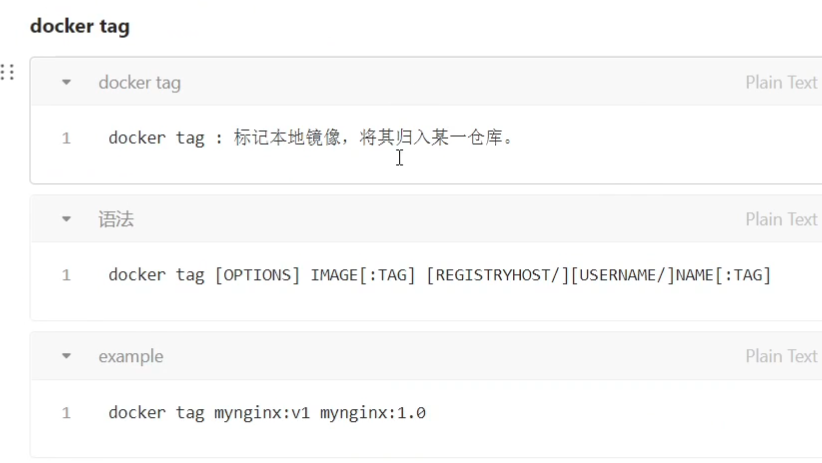 docker tag
docker tag Plain Text
1 docker tag : 标记本地镜像，将其归入某一仓库。
语法 Plain Text
1 docker tag [OPTIONS] IMAGE[:TAG] [REGISTRYHOST/][USERNAME/]NAME[:TAG]
example Plain Text
1 docker tag mynginx:v1 mynginx:1.0